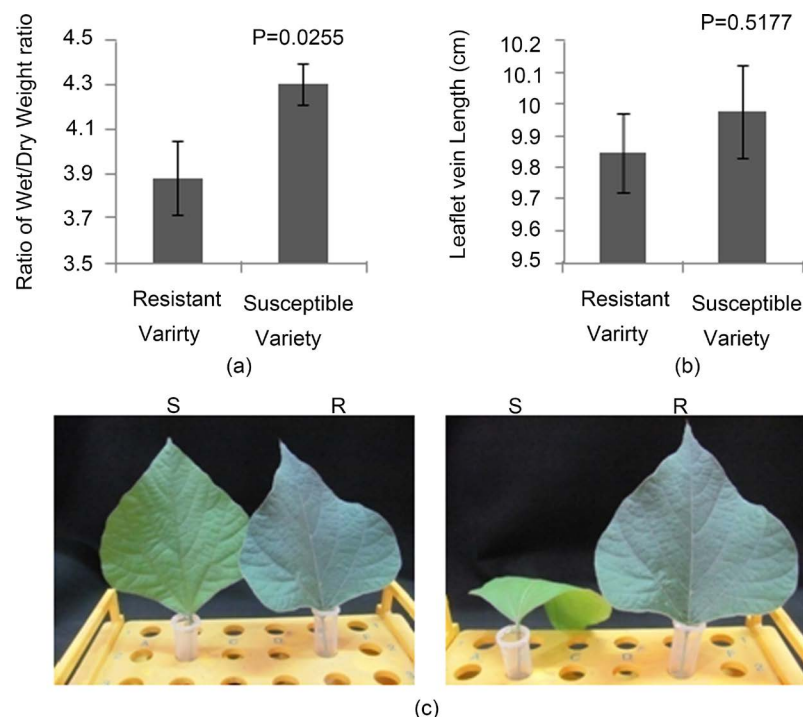 P=0.0255
4.5
4.3
4.1
3.9
3.7
3.5
Ratio of Wet/Dry Weight ratio
Resistant
Varirty
Susceptible
Variety
(a)
P=0.5177
10.2
10.1
10
9.9
9.8
9.7
9.6
9.5
Leaflet vein Length (cm)
Resistant
Varirty
Susceptible
Variety
(b)
S R
S R
(c)